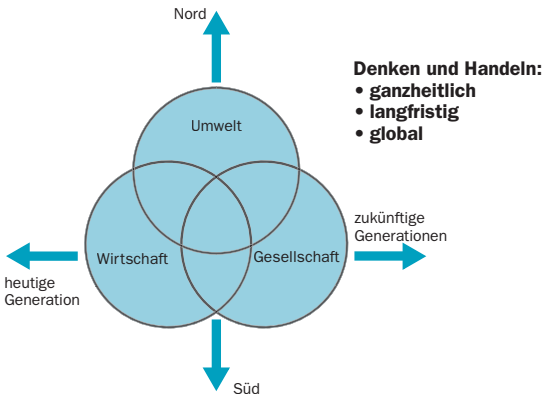 Nord
Denken und Handeln:
• ganzheitlich
• langfristig
• global
Umwelt
zukünftige
Generationen
Wirtschaft
Gesellschaft
heutige
Generation
Süd